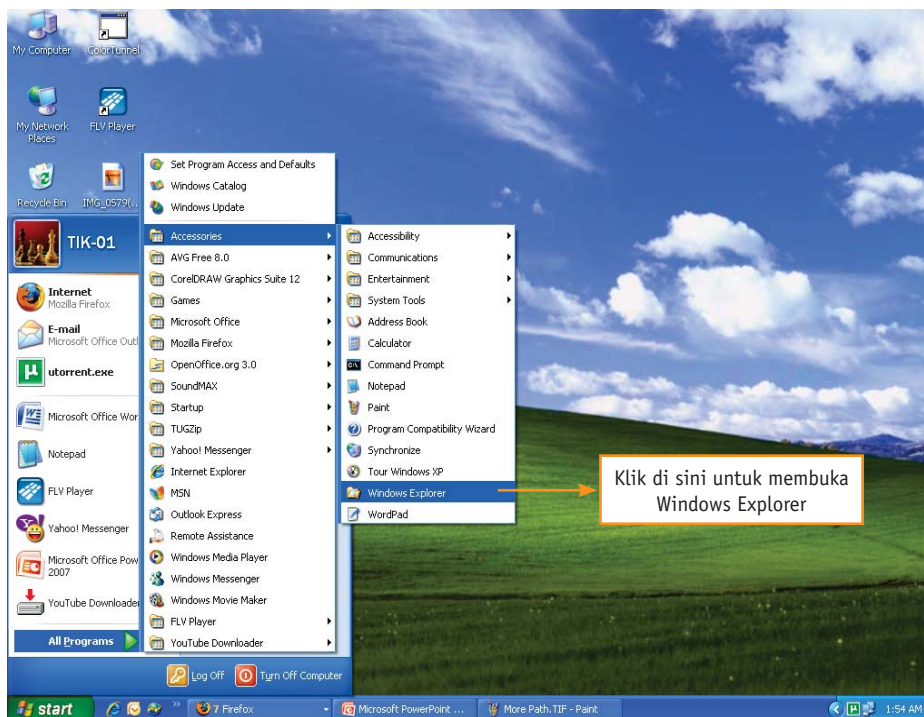 My Computer
ColorTunnel
My Network
Places
FLV Player
Recycle Bin
IMG_0579(...
TIK-01
Internet
Mozilla Firefox
E-mail
Microsoft Office Outl
utorrent.exe
Microsoft Office Wor
Notepad
FLV Player
Yahoo! Messenger
Microsoft Office Pow
2007
YouTube Downloader
All Programs
Set Program Access and Defaults
Windows Catalog
Windows Update
Accessories
AVG Free 8.0
CorelDRAW Graphics Suite 12
Games
Microsoft Office
Mozilla Firefox
OpenOffice.org 3.0
SoundMAX
Startup
TUGZip
Yahoo! Messenger
Internet Explorer
MSN
Outlook Express
Remote Assistance
Windows Media Player
Windows Messenger
Windows Movie Maker
FLV Player
YouTube Downloader
Accessibility
Communications
Entertainment
System Tools
Address Book
Calculator
Command Prompt
Notepad
Paint
Program Compatibility Wizard
Synchronize
Tour Windows XP
Windows Explorer
WordPad
Klik di sini untuk membuka
Windows Explorer
Log Off
Turn Off Computer
start
7 Firefox
Microsoft PowerPoint ...
More Path.TIF - Paint
1:54 AM